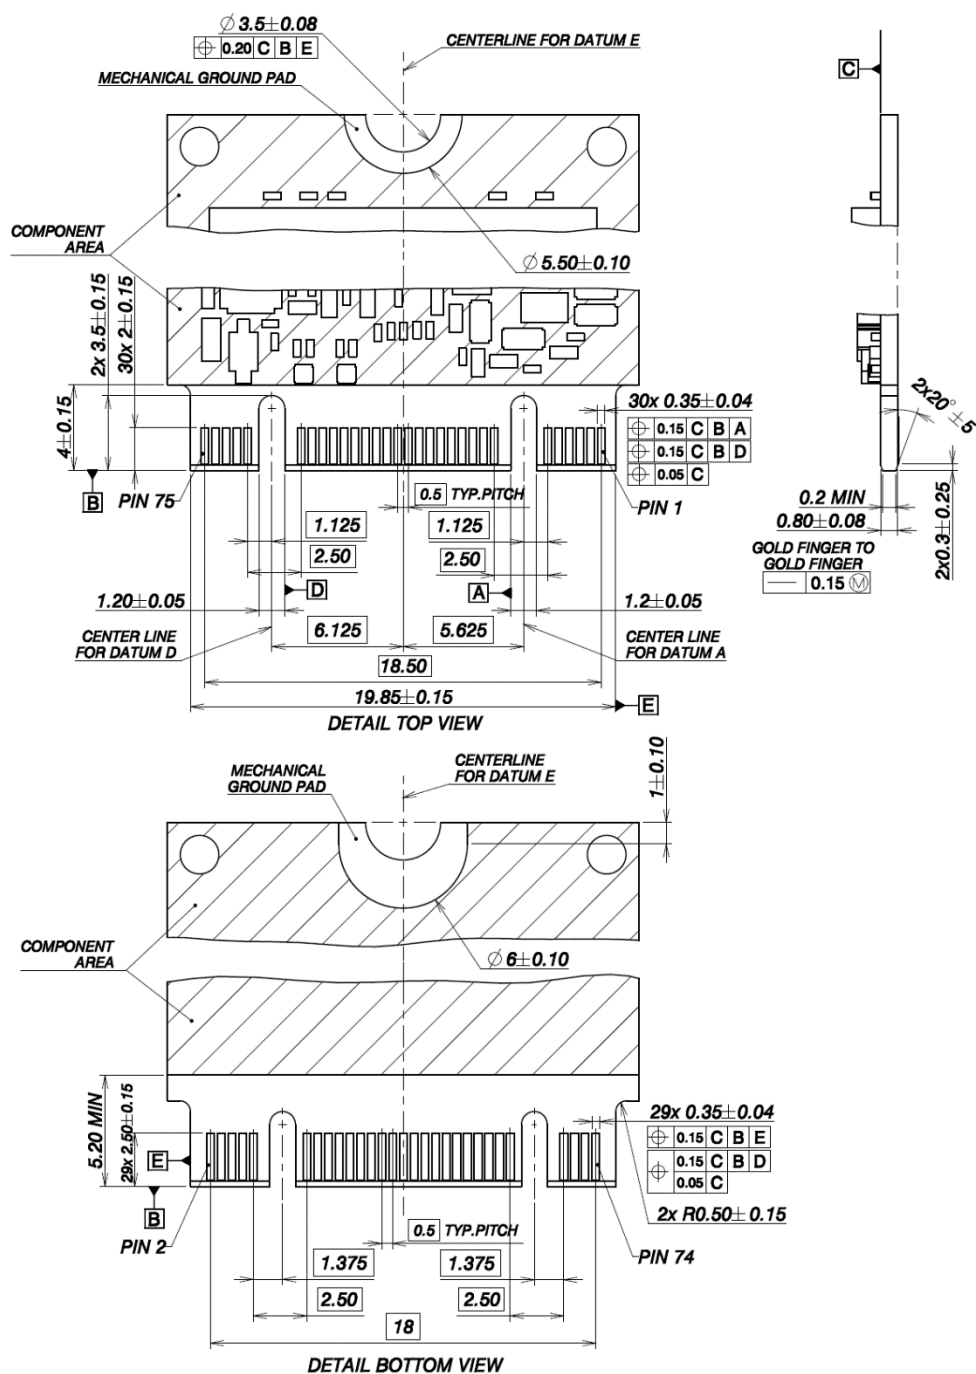 ∅ 3.5±0.08
⌖ 0.20 C B E
CENTERLINE FOR DATUM E
MECHANICAL GROUND PAD
C
COMPONENT
AREA
∅ 5.50±0.10
2x 3.5±0.15
30x 2±0.15
4±0.15
30x 0.35±0.04
⌖ 0.15 C B A
⌖ 0.15 C B D
⌖ 0.05 C
2x20° ±5
B
PIN 75
0.5 TYP.PITCH
PIN 1
0.2 MIN
0.80±0.08
2x0.3±0.25
1.125
1.125
2.50
2.50
GOLD FINGER TO
GOLD FINGER
— 0.15 Ⓜ
D
A
1.20±0.05
1.2±0.05
6.125
5.625
CENTER LINE
FOR DATUM D
CENTER LINE
FOR DATUM A
18.50
19.85±0.15
E
DETAIL TOP VIEW
MECHANICAL
GROUND PAD
CENTERLINE
FOR DATUM E
1±0.10
COMPONENT
AREA
∅ 6±0.10
5.20 MIN
29x 2.50±0.15
29x 0.35±0.04
⌖ 0.15 C B E
⌖ 0.15 C B D
0.05 C
E
B
2x R0.50±0.15
PIN 2
0.5 TYP.PITCH
PIN 74
1.375
1.375
2.50
2.50
18
DETAIL BOTTOM VIEW